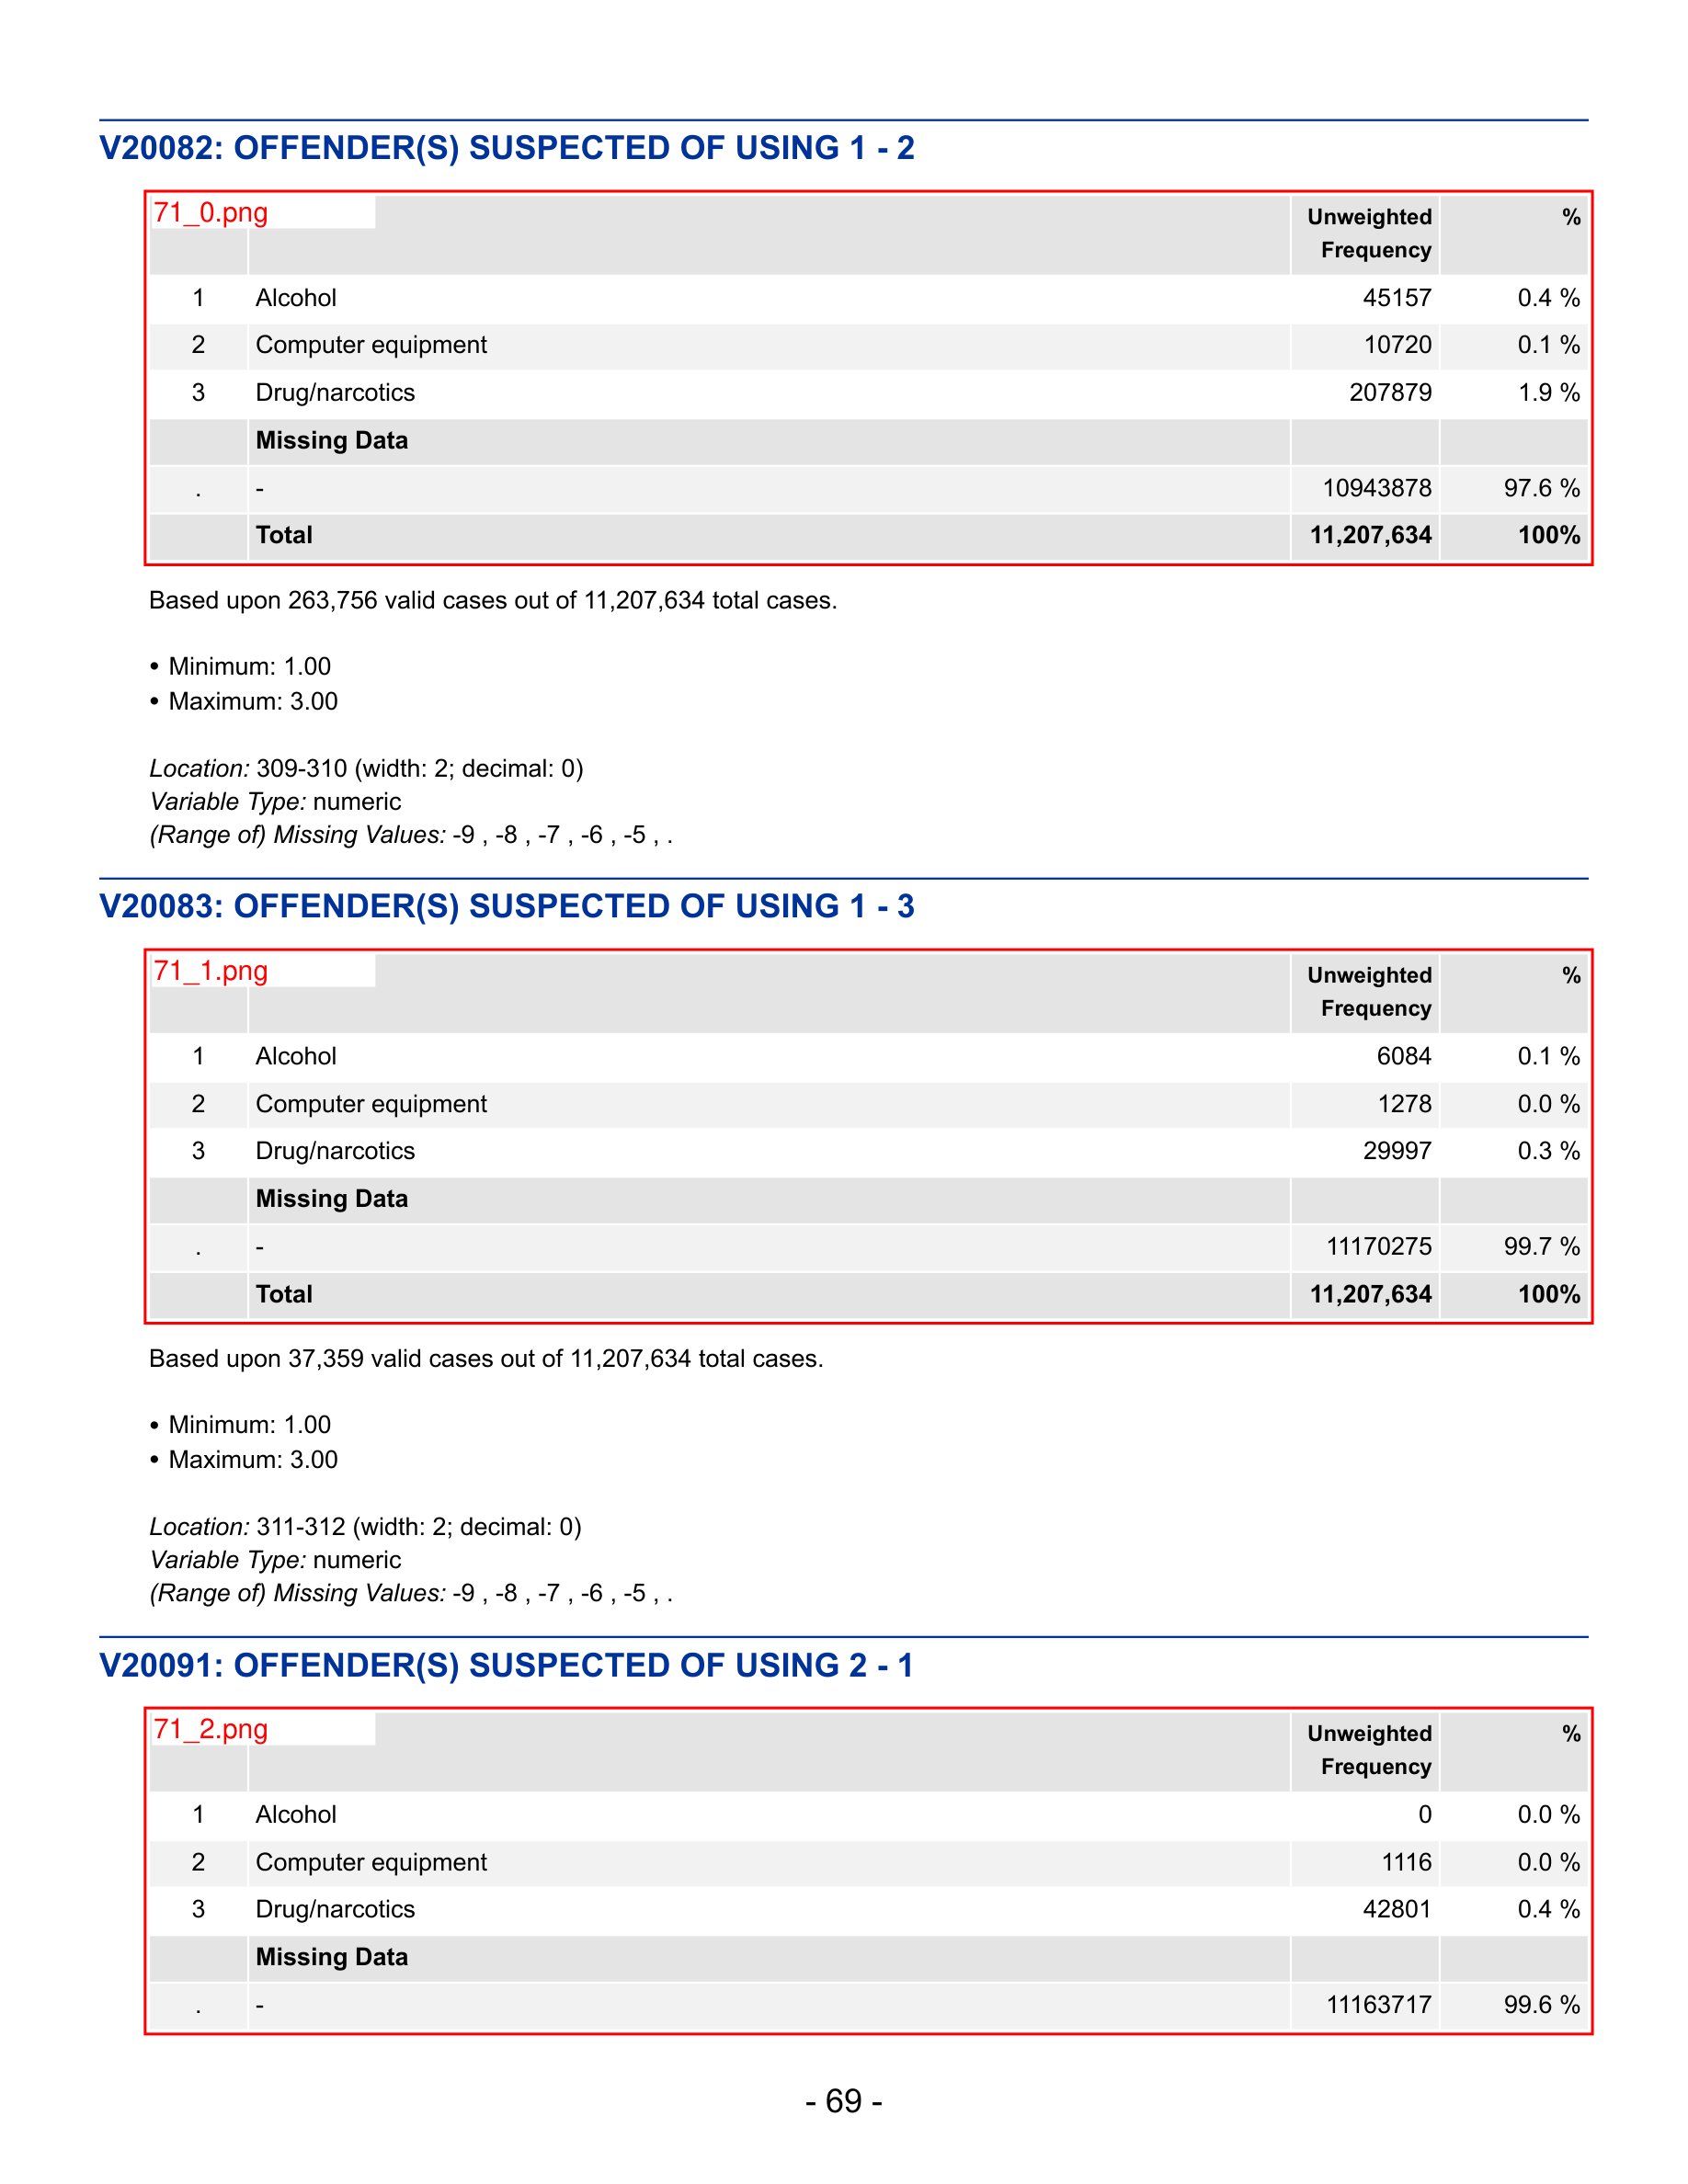 V20082: OFFENDER(S) SUSPECTED OF USING 1 - 2
71_0.png
Unweighted Frequency %
1 Alcohol 45157 0.4 %
2 Computer equipment 10720 0.1 %
3 Drug/narcotics 207879 1.9 %
Missing Data
. - 10943878 97.6 %
Total 11,207,634 100%
Based upon 263,756 valid cases out of 11,207,634 total cases.
• Minimum: 1.00
• Maximum: 3.00
Location: 309-310 (width: 2; decimal: 0)
Variable Type: numeric
(Range of) Missing Values: -9 , -8 , -7 , -6 , -5 , .
V20083: OFFENDER(S) SUSPECTED OF USING 1 - 3
71_1.png
Unweighted Frequency %
1 Alcohol 6084 0.1 %
2 Computer equipment 1278 0.0 %
3 Drug/narcotics 29997 0.3 %
Missing Data
. - 11170275 99.7 %
Total 11,207,634 100%
Based upon 37,359 valid cases out of 11,207,634 total cases.
• Minimum: 1.00
• Maximum: 3.00
Location: 311-312 (width: 2; decimal: 0)
Variable Type: numeric
(Range of) Missing Values: -9 , -8 , -7 , -6 , -5 , .
V20091: OFFENDER(S) SUSPECTED OF USING 2 - 1
71_2.png
Unweighted Frequency %
1 Alcohol 0 0.0 %
2 Computer equipment 1116 0.0 %
3 Drug/narcotics 42801 0.4 %
Missing Data
. - 11163717 99.6 %
- 69 -